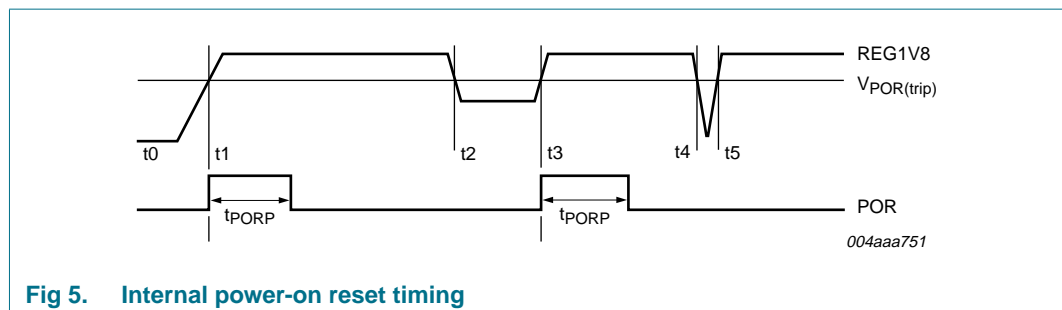 REG1V8
VPOR(trip)
t0 t1 t2 t3 t4 t5
tPORP tPORP
POR
004aaa751
Fig 5. Internal power-on reset timing